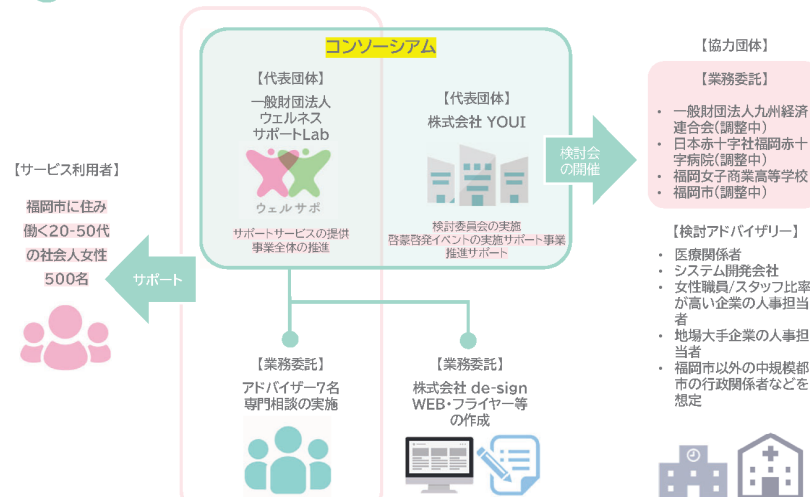 コンソーシアム
【代表団体】
一般財団法人
ウェルネス
サポートLab
ウェルサポ
サポートサービスの提供
事業全体の推進
【代表団体】
株式会社 YOUI
検討委員会の実施
啓蒙啓発イベントの実施サポート事業
推進サポート
検討会
の開催
【協力団体】
【業務委託】
・ 一般財団法人九州経済
連合会(調整中)
・ 日本赤十字社福岡赤十
字病院(調整中)
・ 福岡女子商業高等学校
・ 福岡市(調整中)
【検討アドバイザリー】
・ 医療関係者
・ システム開発会社
・ 女性職員/スタッフ比率
が高い企業の人事担当
者
・ 地場大手企業の人事担
当者
・ 福岡市以外の中規模都
市の行政関係者などを
想定
【サービス利用者】
福岡市に住み
働く20-50代
の社会人女性
500名
サポート
【業務委託】
アドバイザー7名
専門相談の実施
【業務委託】
株式会社 de-sign
WEB・フライヤー等
の作成